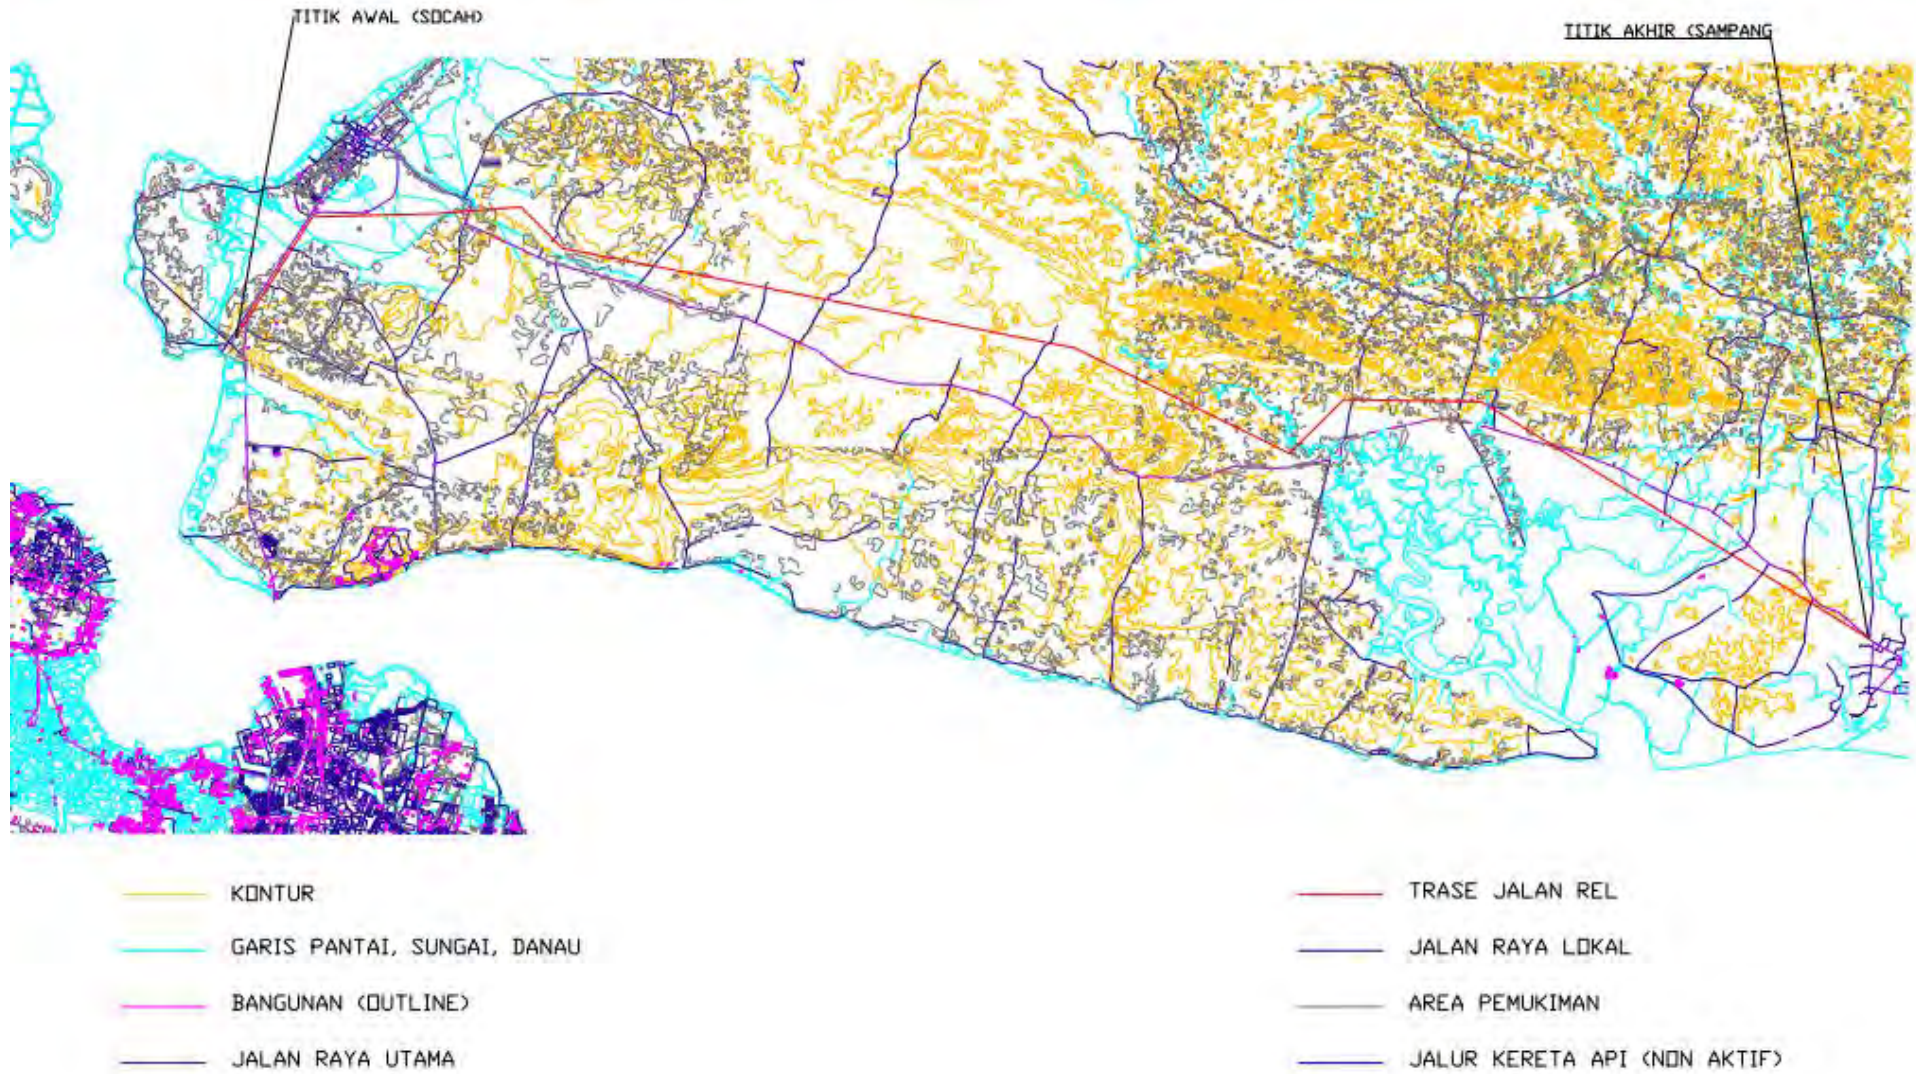 TITIK AWAL (SOCAH)
TITIK AKHIR (SAMPANG
KONTUR
GARIS PANTAI, SUNGAI, DANAU
BANGUNAN (OUTLINE)
JALAN RAYA UTAMA
TRASE JALAN REL
JALAN RAYA LOKAL
AREA PEMUKIMAN
JALUR KERETA API (NON AKTIF)